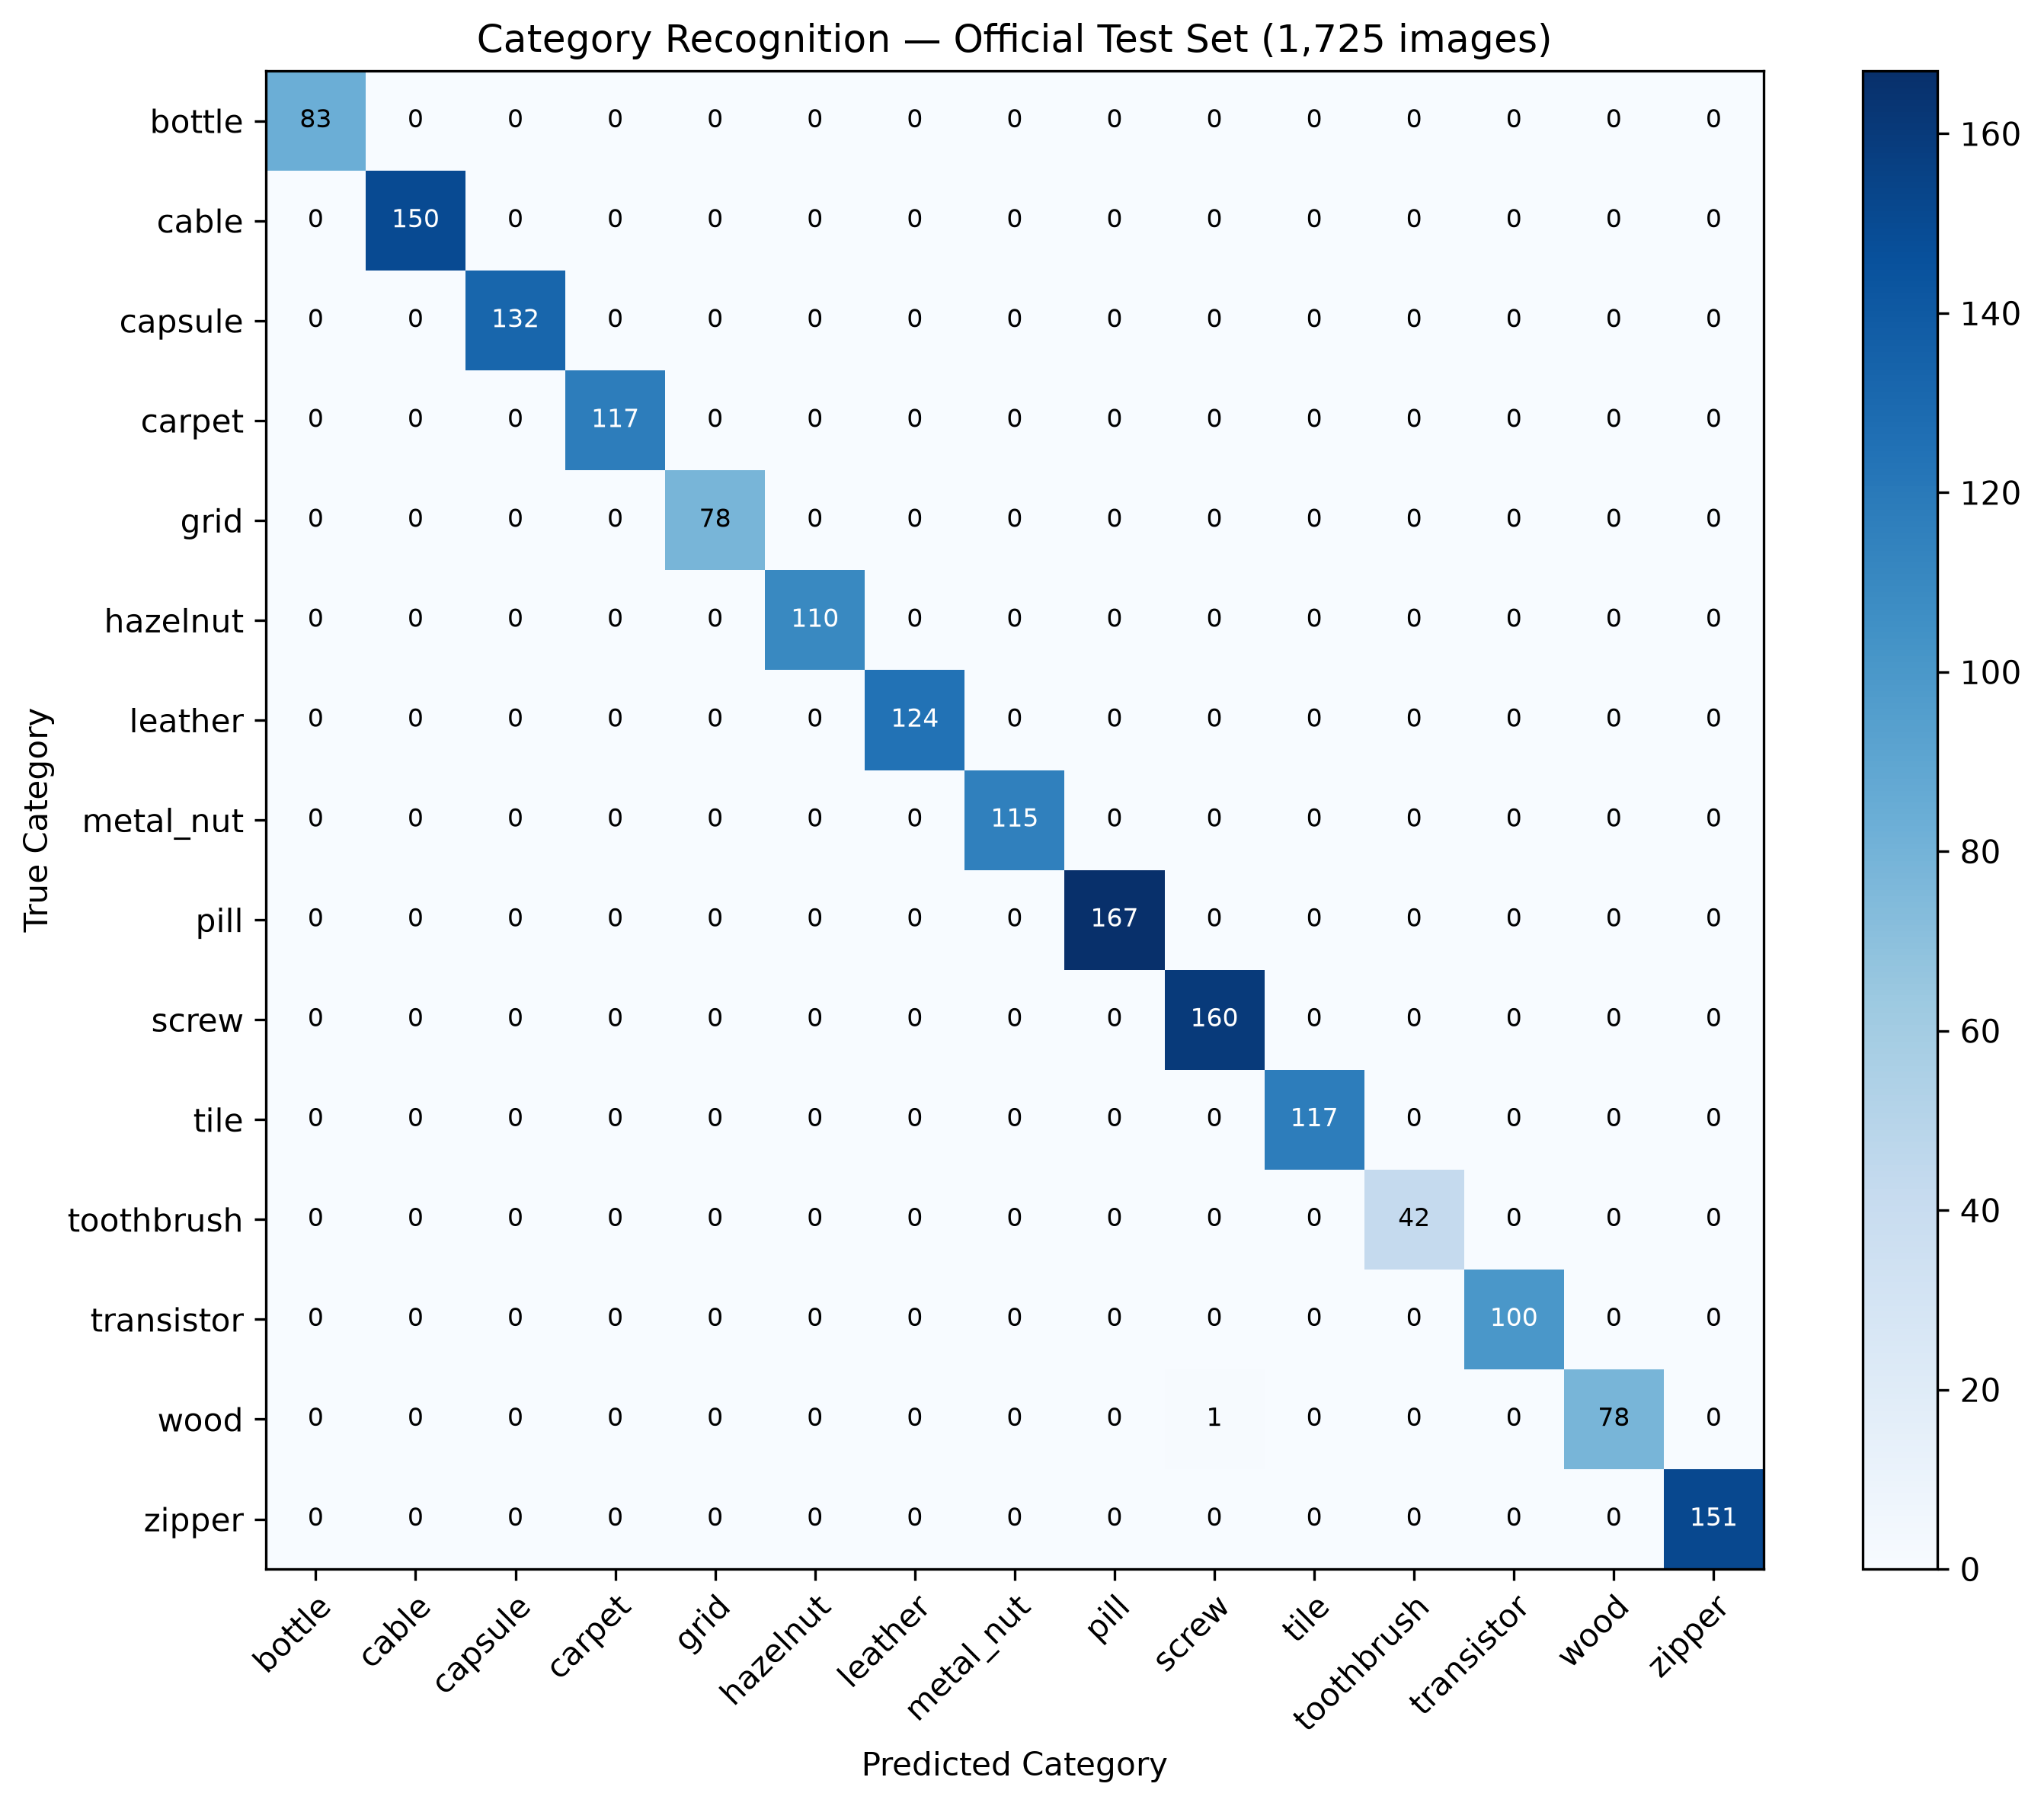 Category Recognition — Official Test Set (1,725 images)
True Category
bottle 83 0 0 0 0 0 0 0 0 0 0 0 0 0 0
cable 0 150 0 0 0 0 0 0 0 0 0 0 0 0 0
capsule 0 0 132 0 0 0 0 0 0 0 0 0 0 0 0
carpet 0 0 0 117 0 0 0 0 0 0 0 0 0 0 0
grid 0 0 0 0 78 0 0 0 0 0 0 0 0 0 0
hazelnut 0 0 0 0 0 110 0 0 0 0 0 0 0 0 0
leather 0 0 0 0 0 0 124 0 0 0 0 0 0 0 0
metal_nut 0 0 0 0 0 0 0 115 0 0 0 0 0 0 0
pill 0 0 0 0 0 0 0 0 167 0 0 0 0 0 0
screw 0 0 0 0 0 0 0 0 0 160 0 0 0 0 0
tile 0 0 0 0 0 0 0 0 0 0 117 0 0 0 0
toothbrush 0 0 0 0 0 0 0 0 0 0 0 42 0 0 0
transistor 0 0 0 0 0 0 0 0 0 0 0 0 100 0 0
wood 0 0 0 0 0 0 0 0 0 1 0 0 0 78 0
zipper 0 0 0 0 0 0 0 0 0 0 0 0 0 0 151
bottle cable capsule carpet grid hazelnut leather metal_nut pill screw tile toothbrush transistor wood zipper
Predicted Category
160
140
120
100
80
60
40
20
0